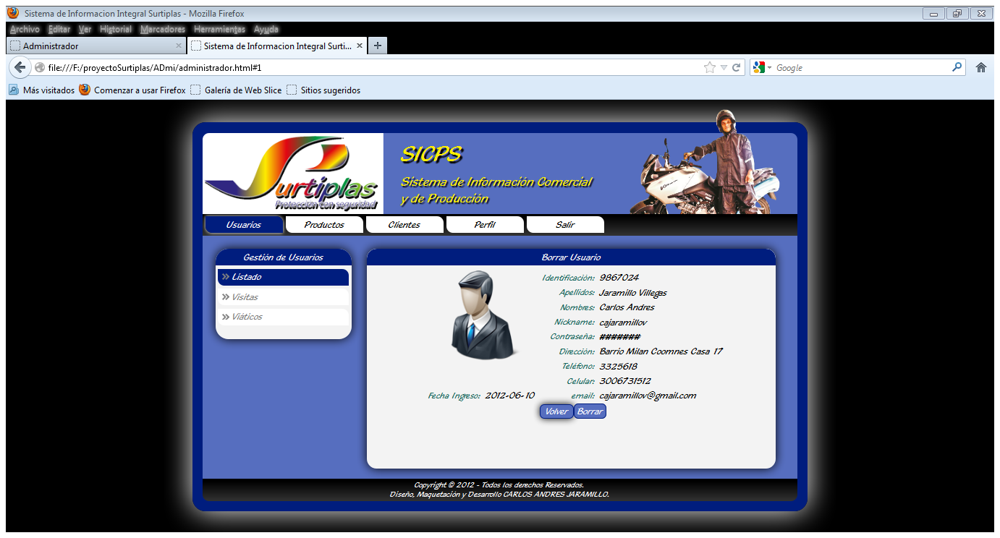 Sistema de Informacion Integral Surtiplas - Mozilla Firefox
Archivo Editar Ver Historial Marcadores Herramientas Ayuda
Administrador
Sistema de Informacion Integral Surti...
file:///F:/proyectoSurtiplas/ADmi/administrador.html#1
Google
Más visitados Comenzar a usar Firefox Galería de Web Slice Sitios sugeridos
Surtiplas
Protección con seguridad
SICPS
Sistema de Información Comercial
y de Producción
Usuarios Productos Clientes Perfil Salir
Gestión de Usuarios
» Listado
» Visitas
» Viáticos
Borrar Usuario
Identificación: 9867024
Apellidos: Jaramillo Villegas
Nombres: Carlos Andres
Nickname: cajaramillov
Contraseña: #######
Dirección: Barrio Milan Coomnes Casa 17
Teléfono: 3325618
Celular: 3006731512
Fecha Ingreso: 2012-06-10 email: cajaramillov@gmail.com
Volver Borrar
Copyright © 2012 - Todos los derechos Reservados.
Diseño, Maquetación y Desarrollo CARLOS ANDRES JARAMILLO.